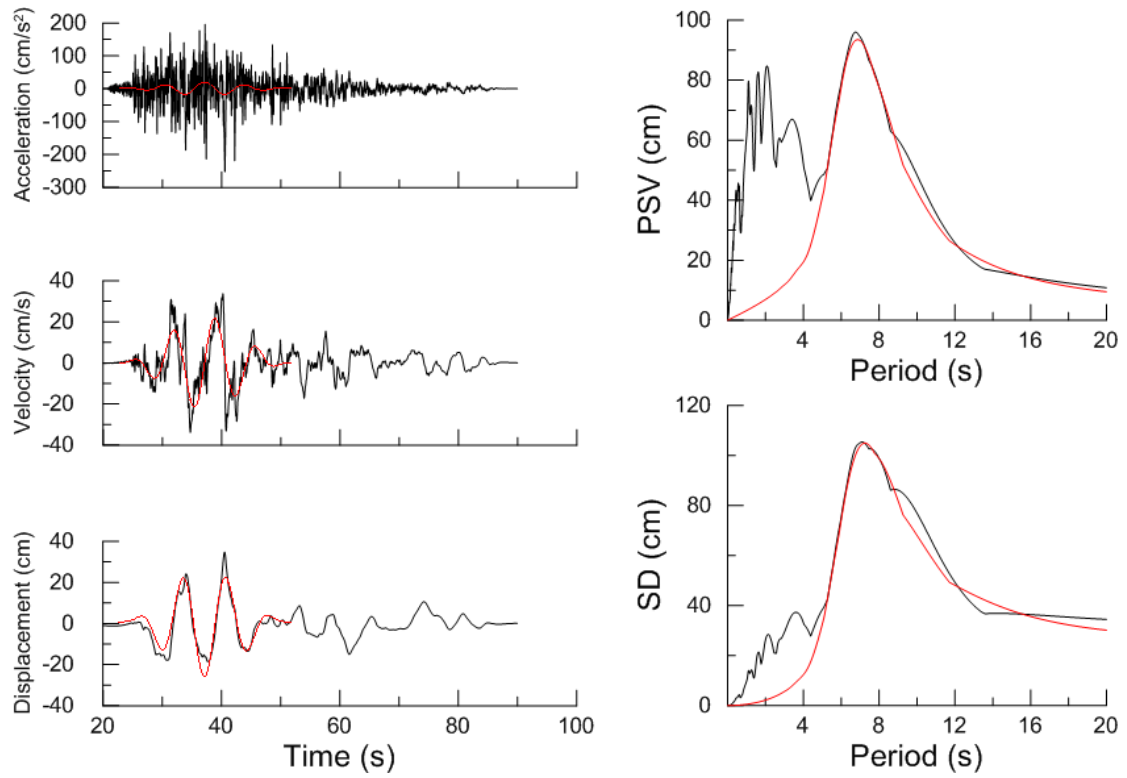 Acceleration (cm/s²)
200
100
0
-100
-200
-300
Velocity (cm/s)
40
20
0
-20
-40
Displacement (cm)
40
20
0
-20
-40
20 40 60 80 100
Time (s)
PSV (cm)
100
80
60
40
20
0
4 8 12 16 20
Period (s)
SD (cm)
120
80
40
0
4 8 12 16 20
Period (s)